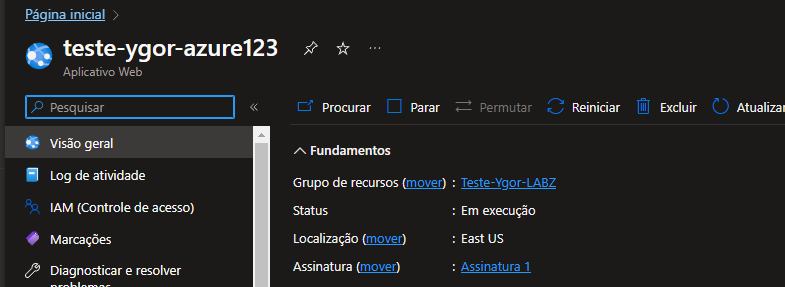 Página inicial >
teste-ygor-azure123
Aplicativo Web
Pesquisar
Procurar Parar Permutar Reiniciar Excluir Atualizar
Visão geral
Log de atividade
IAM (Controle de acesso)
Marcações
Diagnosticar e resolver
problemas
Fundamentos
Grupo de recursos (mover) : Teste-Ygor-LABZ
Status : Em execução
Localização (mover) : East US
Assinatura (mover) : Assinatura 1